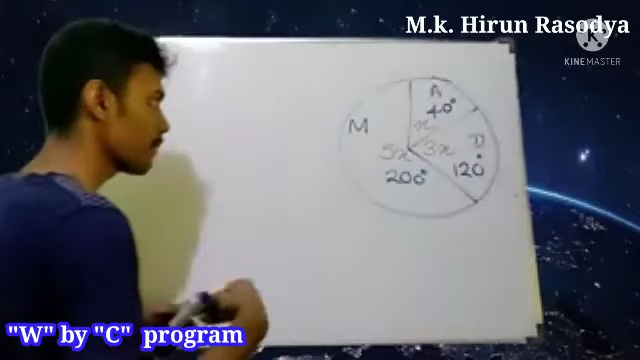 M.k. Hirun Rasodya
KINEMASTER
A
40°
M
x
D
5x
3x
200°
120°
"W" by "C" program